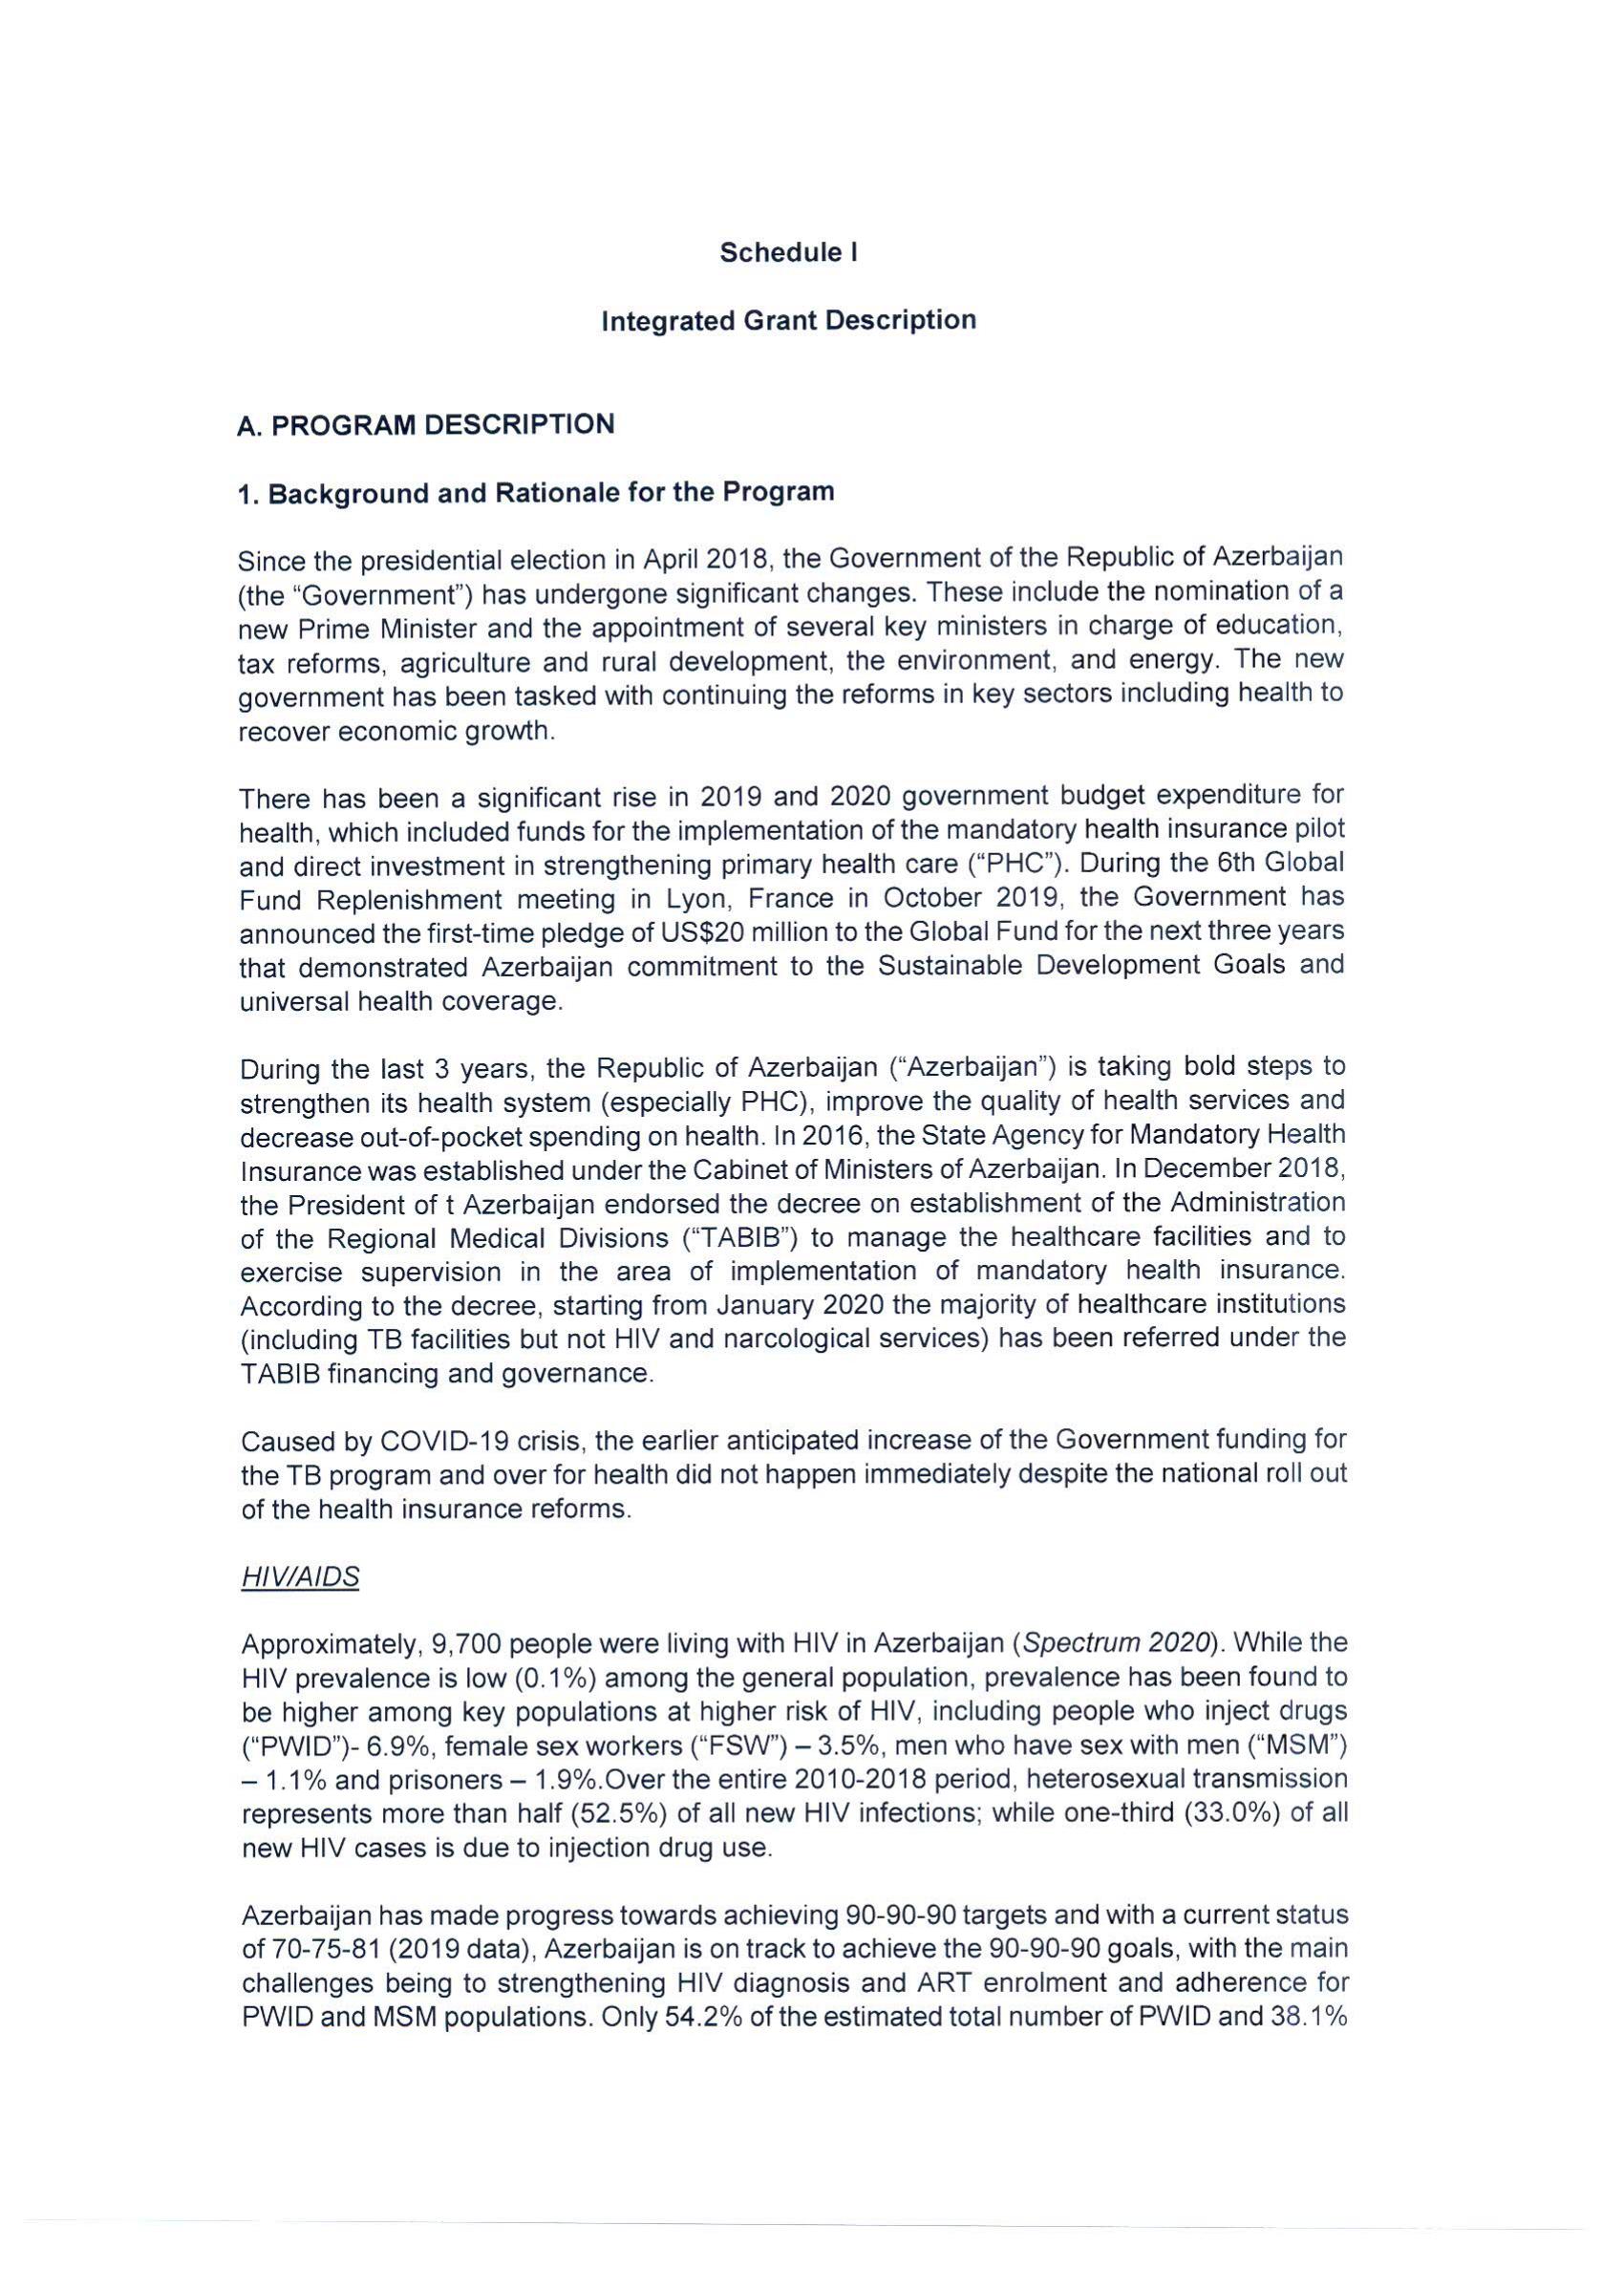 Schedule I
Integrated Grant Description
A. PROGRAM DESCRIPTION
1. Background and Rationale for the Program
Since the presidential election in April 2018, the Government of the Republic of Azerbaijan
(the “Government”) has undergone significant changes. These include the nomination of a
new Prime Minister and the appointment of several key ministers in charge of education,
tax reforms, agriculture and rural development, the environment, and energy. The new
government has been tasked with continuing the reforms in key sectors including health to
recover economic growth.
There has been a significant rise in 2019 and 2020 government budget expenditure for
health, which included funds for the implementation of the mandatory health insurance pilot
and direct investment in strengthening primary health care (“PHC”). During the 6th Global
Fund Replenishment meeting in Lyon, France in October 2019, the Government has
announced the first-time pledge of US$20 million to the Global Fund for the next three years
that demonstrated Azerbaijan commitment to the Sustainable Development Goals and
universal health coverage.
During the last 3 years, the Republic of Azerbaijan (“Azerbaijan”) is taking bold steps to
strengthen its health system (especially PHC), improve the quality of health services and
decrease out-of-pocket spending on health. In 2016, the State Agency for Mandatory Health
Insurance was established under the Cabinet of Ministers of Azerbaijan. In December 2018,
the President of t Azerbaijan endorsed the decree on establishment of the Administration
of the Regional Medical Divisions (“TABIB”) to manage the healthcare facilities and to
exercise supervision in the area of implementation of mandatory health insurance.
According to the decree, starting from January 2020 the majority of healthcare institutions
(including TB facilities but not HIV and narcological services) has been referred under the
TABIB financing and governance.
Caused by COVID-19 crisis, the earlier anticipated increase of the Government funding for
the TB program and over for health did not happen immediately despite the national roll out
of the health insurance reforms.
HIV/AIDS
Approximately, 9,700 people were living with HIV in Azerbaijan (Spectrum 2020). While the
HIV prevalence is low (0.1%) among the general population, prevalence has been found to
be higher among key populations at higher risk of HIV, including people who inject drugs
(“PWID”)- 6.9%, female sex workers (“FSW”) – 3.5%, men who have sex with men (“MSM”)
– 1.1% and prisoners – 1.9%.Over the entire 2010-2018 period, heterosexual transmission
represents more than half (52.5%) of all new HIV infections; while one-third (33.0%) of all
new HIV cases is due to injection drug use.
Azerbaijan has made progress towards achieving 90-90-90 targets and with a current status
of 70-75-81 (2019 data), Azerbaijan is on track to achieve the 90-90-90 goals, with the main
challenges being to strengthening HIV diagnosis and ART enrolment and adherence for
PWID and MSM populations. Only 54.2% of the estimated total number of PWID and 38.1%